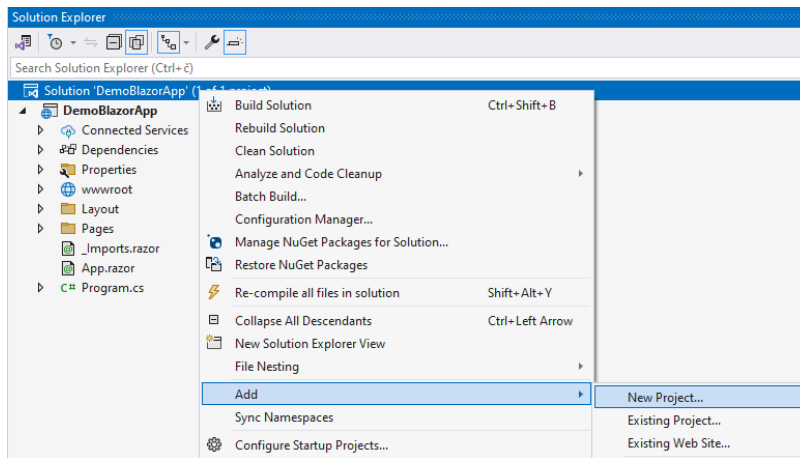 Solution Explorer
Search Solution Explorer (Ctrl+č)
Solution 'DemoBlazorApp' (1 of 1 project)
DemoBlazorApp
Connected Services
Dependencies
Properties
wwwroot
Layout
Pages
_Imports.razor
App.razor
C# Program.cs
Build Solution Ctrl+Shift+B
Rebuild Solution
Clean Solution
Analyze and Code Cleanup
Batch Build...
Configuration Manager...
Manage NuGet Packages for Solution...
Restore NuGet Packages
Re-compile all files in solution Shift+Alt+Y
Collapse All Descendants Ctrl+Left Arrow
New Solution Explorer View
File Nesting
Add
Sync Namespaces
Configure Startup Projects...
New Project...
Existing Project...
Existing Web Site...